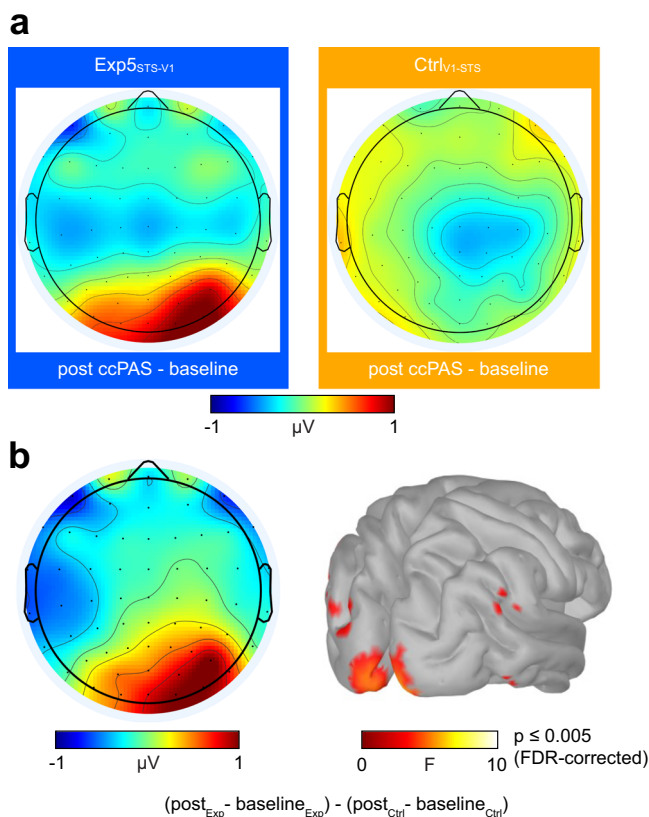 a
Exp5STS-V1
CtrlV1-STS
post ccPAS - baseline
post ccPAS - baseline
-1 µV 1
b
-1 µV 1
0 F 10
p ≤ 0.005
(FDR-corrected)
(postExp- baselineExp) - (postCtrl- baselineCtrl)